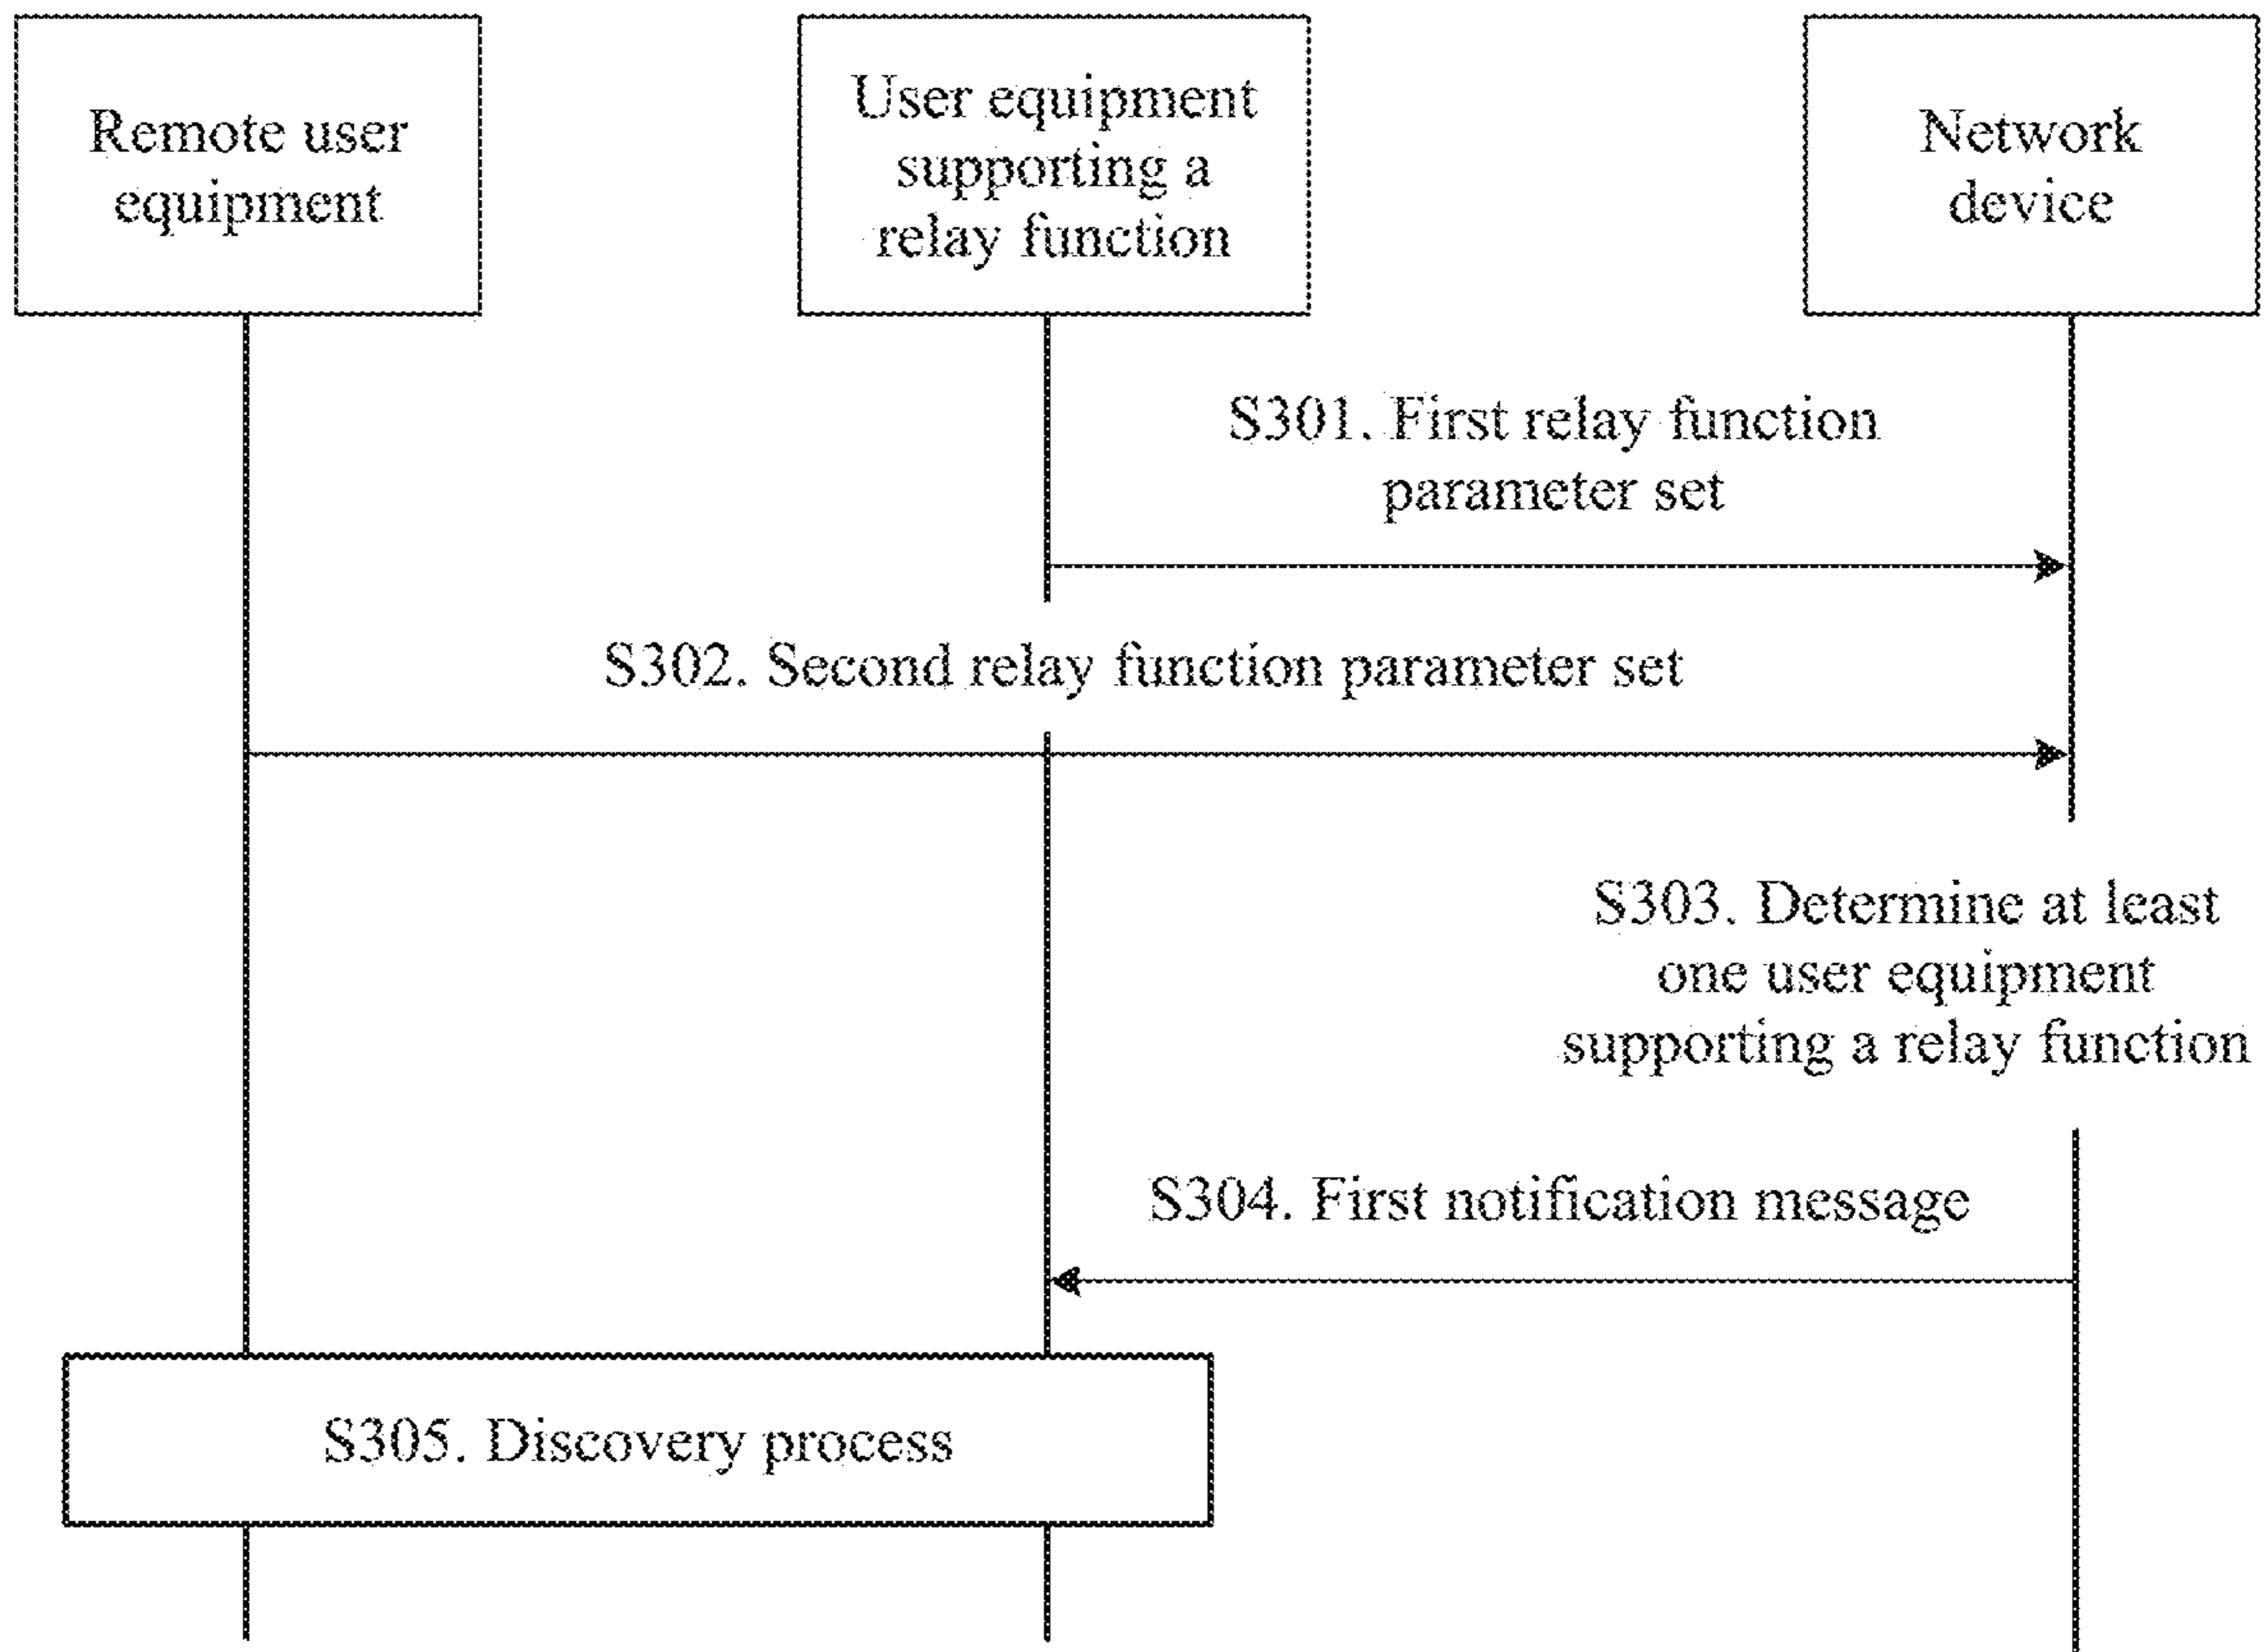 Remote user
equipment
User equipment
supporting a
relay function
Network
device
S301. First relay function
parameter set
S302. Second relay function parameter set
S303. Determine at least
one user equipment
supporting a relay function
S304. First notification message
S305. Discovery process